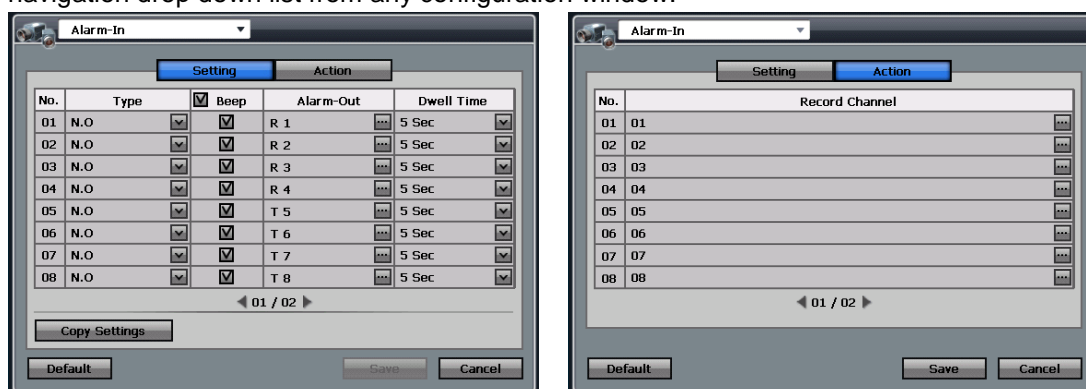 navigation drop down list from any configuration window.
Alarm-In
Setting Action
No. Type Beep Alarm-Out Dwell Time
01 N.O R 1 ... 5 Sec
02 N.O R 2 ... 5 Sec
03 N.O R 3 ... 5 Sec
04 N.O R 4 ... 5 Sec
05 N.O T 5 ... 5 Sec
06 N.O T 6 ... 5 Sec
07 N.O T 7 ... 5 Sec
08 N.O T 8 ... 5 Sec
01 / 02
Copy Settings
Default Save Cancel
Alarm-In
Setting Action
No. Record Channel
01 01 ...
02 02 ...
03 03 ...
04 04 ...
05 05 ...
06 06 ...
07 07 ...
08 08 ...
01 / 02
Default Save Cancel